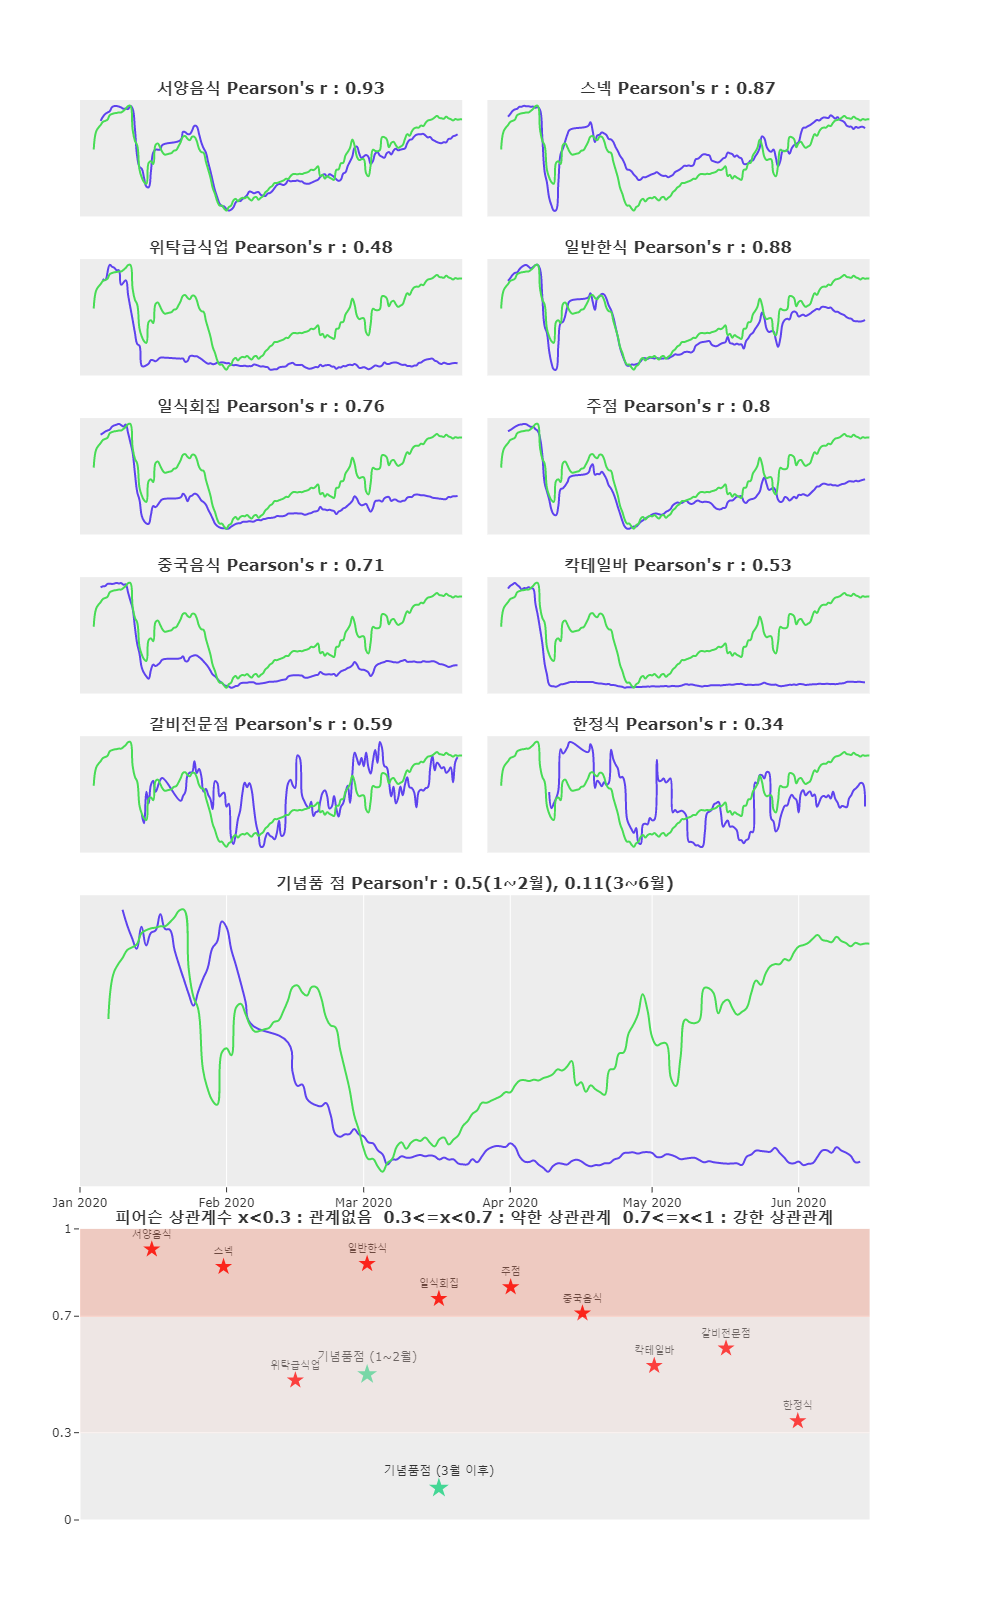 서양음식 Pearson's r : 0.93
스넥 Pearson's r : 0.87
위탁급식업 Pearson's r : 0.48
일반한식 Pearson's r : 0.88
일식회집 Pearson's r : 0.76
주점 Pearson's r : 0.8
중국음식 Pearson's r : 0.71
칵테일바 Pearson's r : 0.53
갈비전문점 Pearson's r : 0.59
한정식 Pearson's r : 0.34
기념품 점 Pearson'r : 0.5(1~2월), 0.11(3~6월)
Jan 2020 Feb 2020 Mar 2020 Apr 2020 May 2020 Jun 2020
피어슨 상관계수 x<0.3 : 관계없음 0.3<=x<0.7 : 약한 상관관계 0.7<=x<1 : 강한 상관관계
1
서양음식
스넥
일반한식
일식회집
주점
중국음식
0.7
갈비전문점
칵테일바
기념품점 (1~2월)
위탁급식업
한정식
0.3
기념품점 (3월 이후)
0